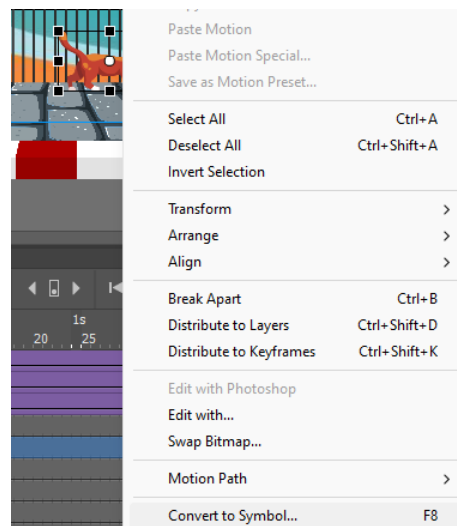 Paste Motion
Paste Motion Special...
Save as Motion Preset...
Select All Ctrl+A
Deselect All Ctrl+Shift+A
Invert Selection
Transform
Arrange
Align
Break Apart Ctrl+B
Distribute to Layers Ctrl+Shift+D
Distribute to Keyframes Ctrl+Shift+K
Edit with Photoshop
Edit with...
Swap Bitmap...
Motion Path
Convert to Symbol... F8
1s
20 25